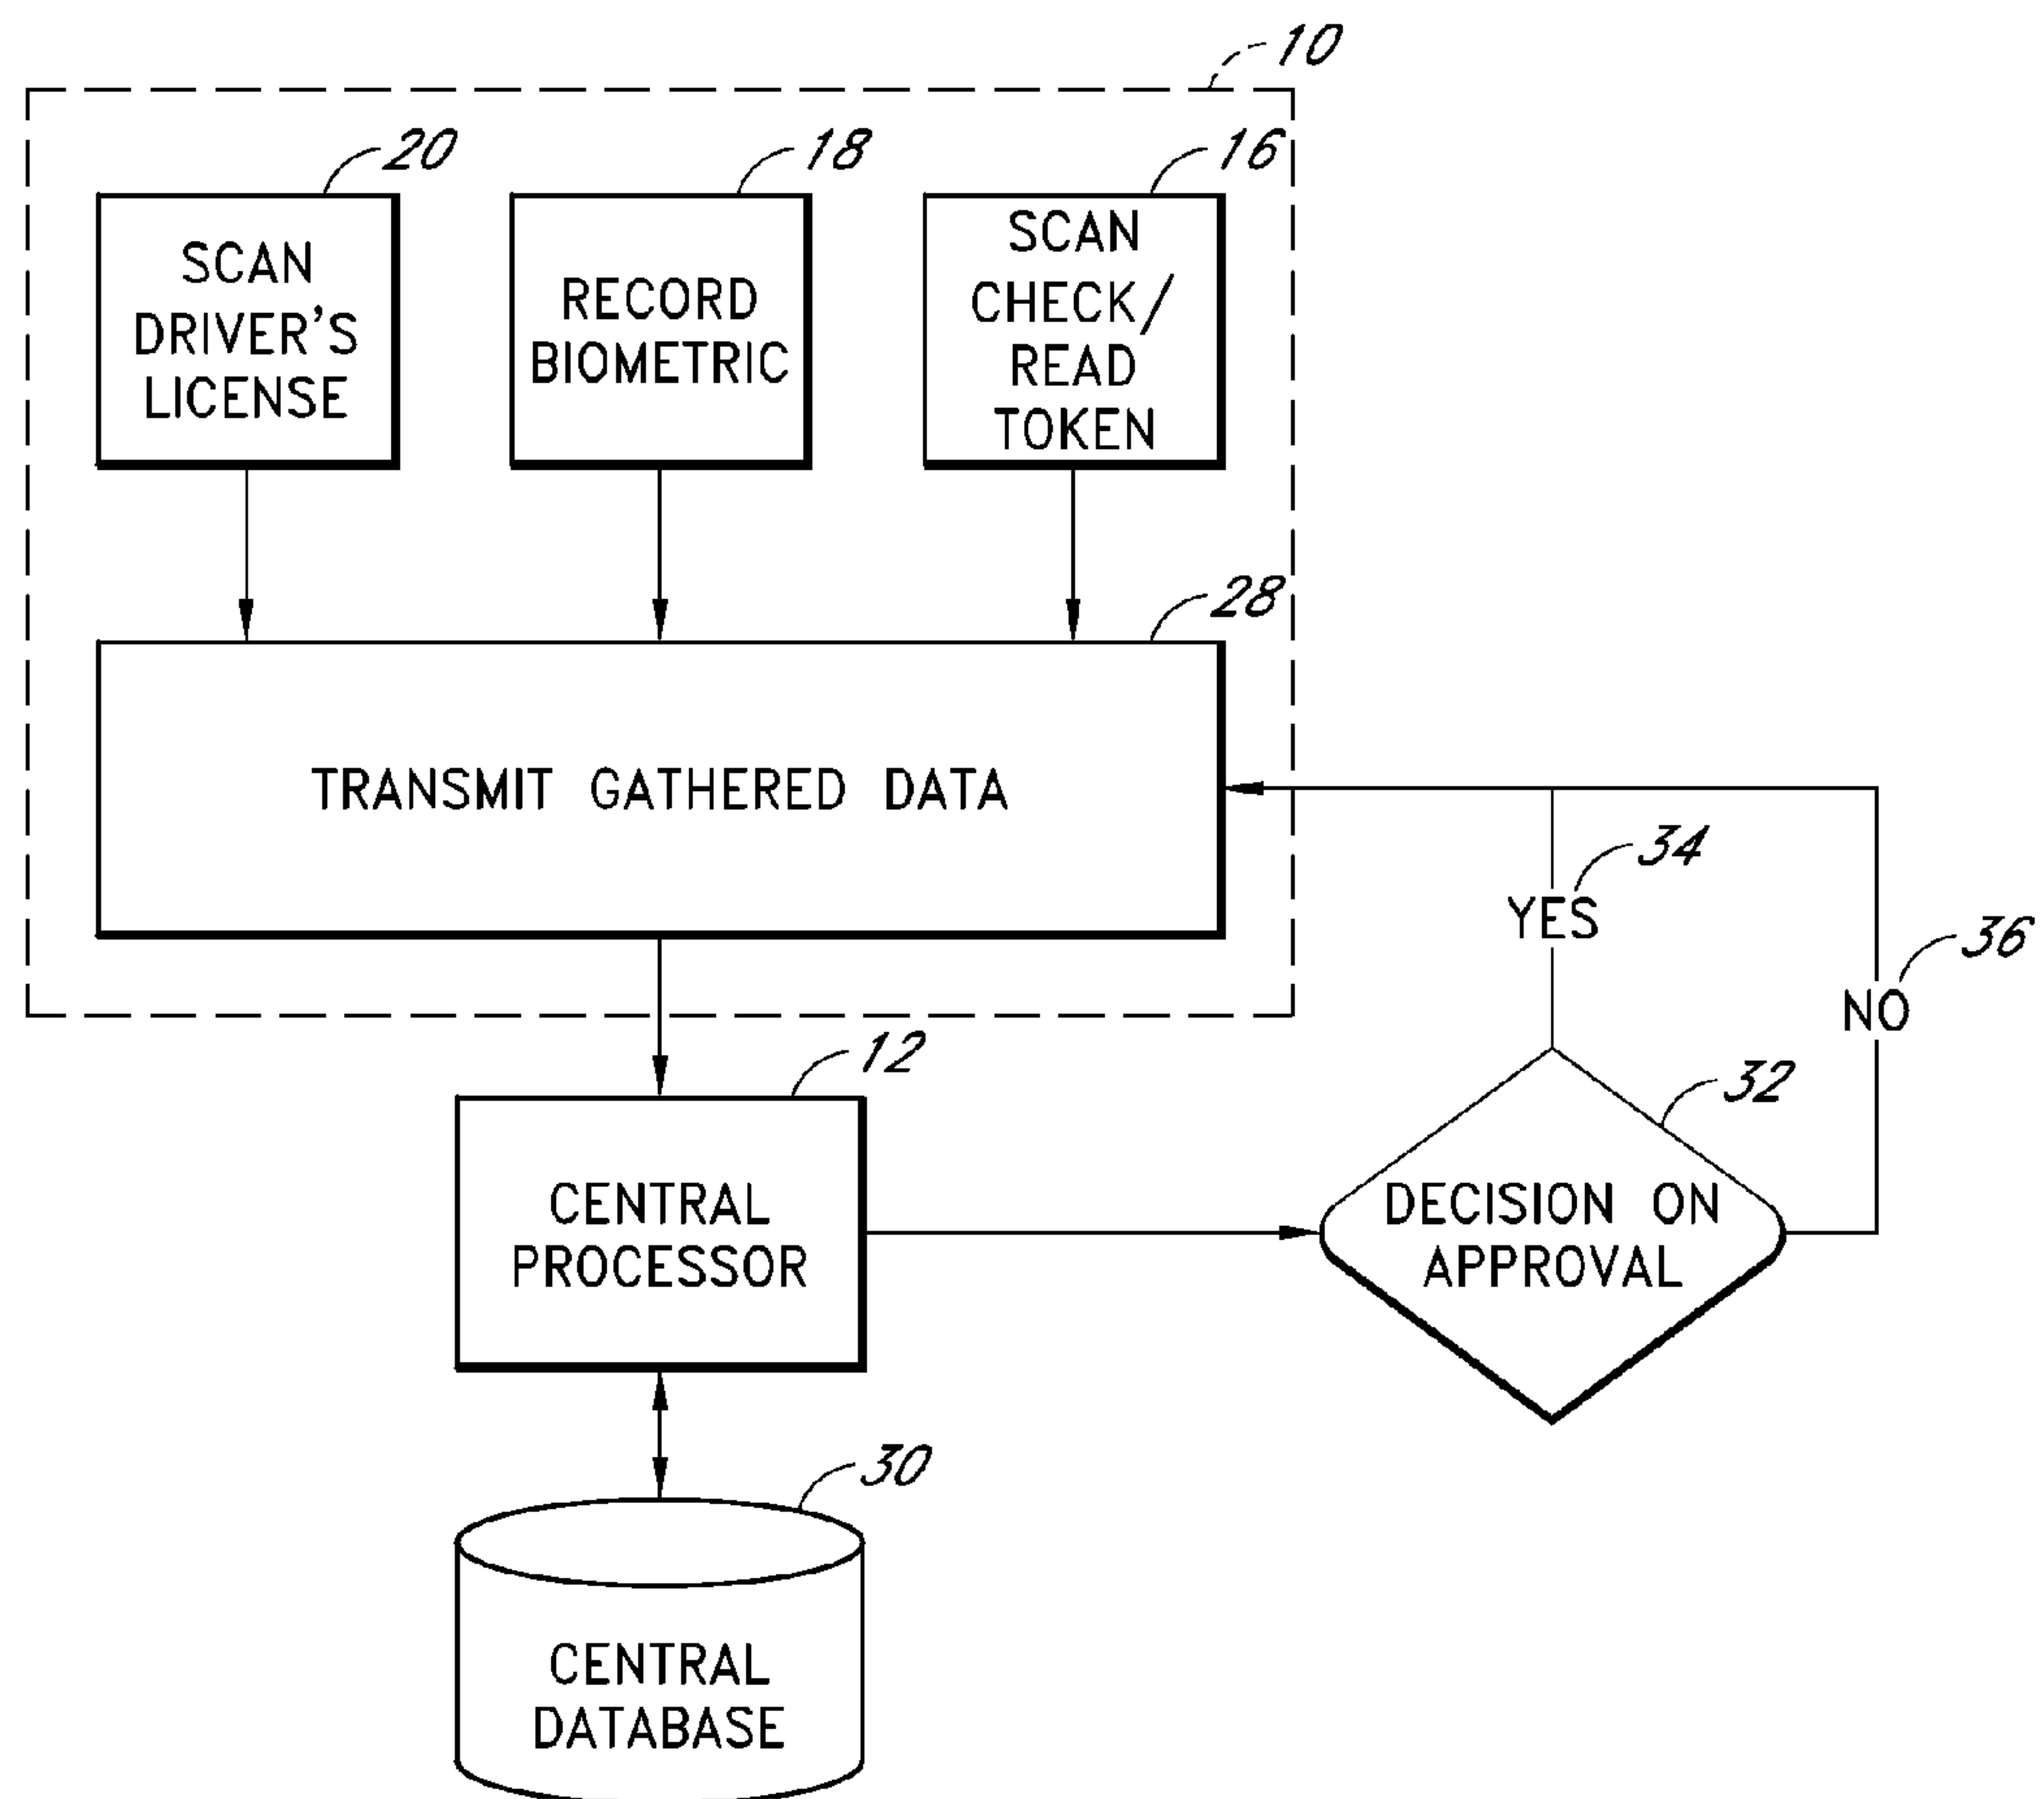 10
20
18
16
SCAN
DRIVER'S
LICENSE
RECORD
BIOMETRIC
SCAN
CHECK/
READ
TOKEN
28
TRANSMIT GATHERED DATA
34
YES
36
NO
12
32
CENTRAL
PROCESSOR
DECISION ON
APPROVAL
30
CENTRAL
DATABASE